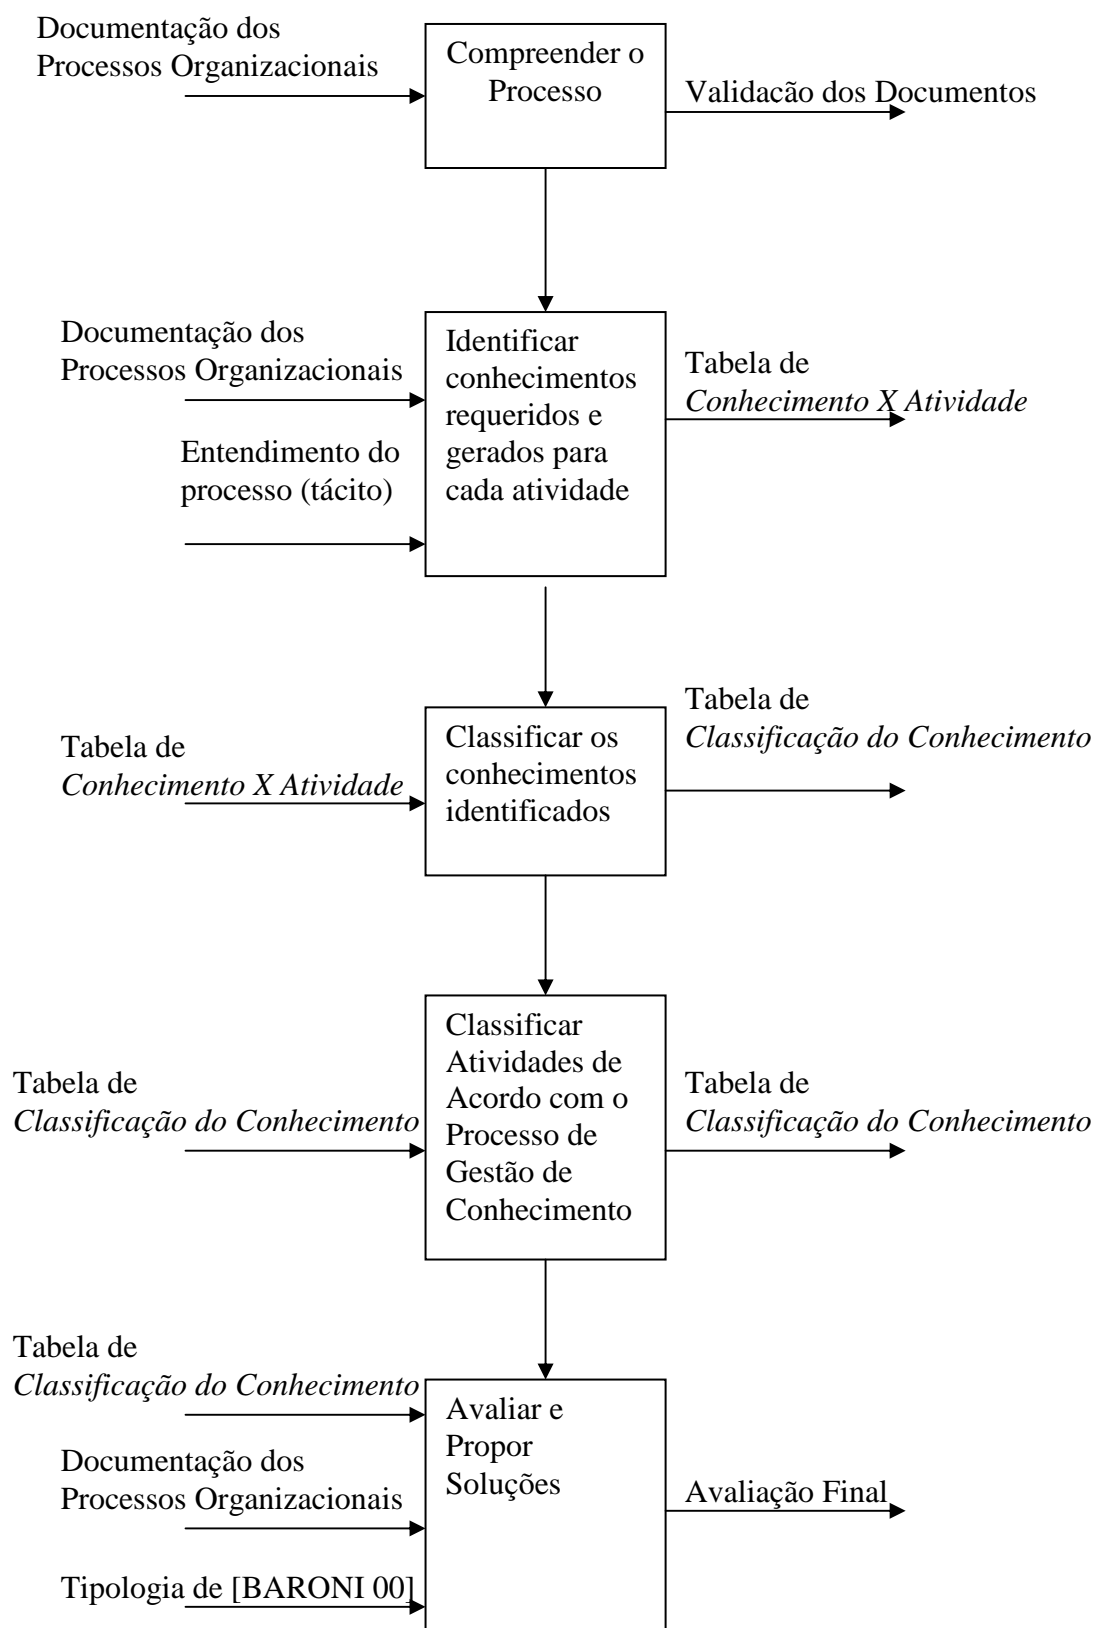 Documentação dos
Processos Organizacionais
Compreender o
Processo
Validacão dos Documentos
Documentação dos
Processos Organizacionais
Entendimento do
processo (tácito)
Identificar
conhecimentos
requeridos e
gerados para
cada atividade
Tabela de
Conhecimento X Atividade
Tabela de
Conhecimento X Atividade
Classificar os
conhecimentos
identificados
Tabela de
Classificação do Conhecimento
Tabela de
Classificação do Conhecimento
Classificar
Atividades de
Acordo com o
Processo de
Gestão de
Conhecimento
Tabela de
Classificação do Conhecimento
Tabela de
Classificação do Conhecimento
Documentação dos
Processos Organizacionais
Tipologia de [BARONI 00]
Avaliar e
Propor
Soluções
Avaliação Final